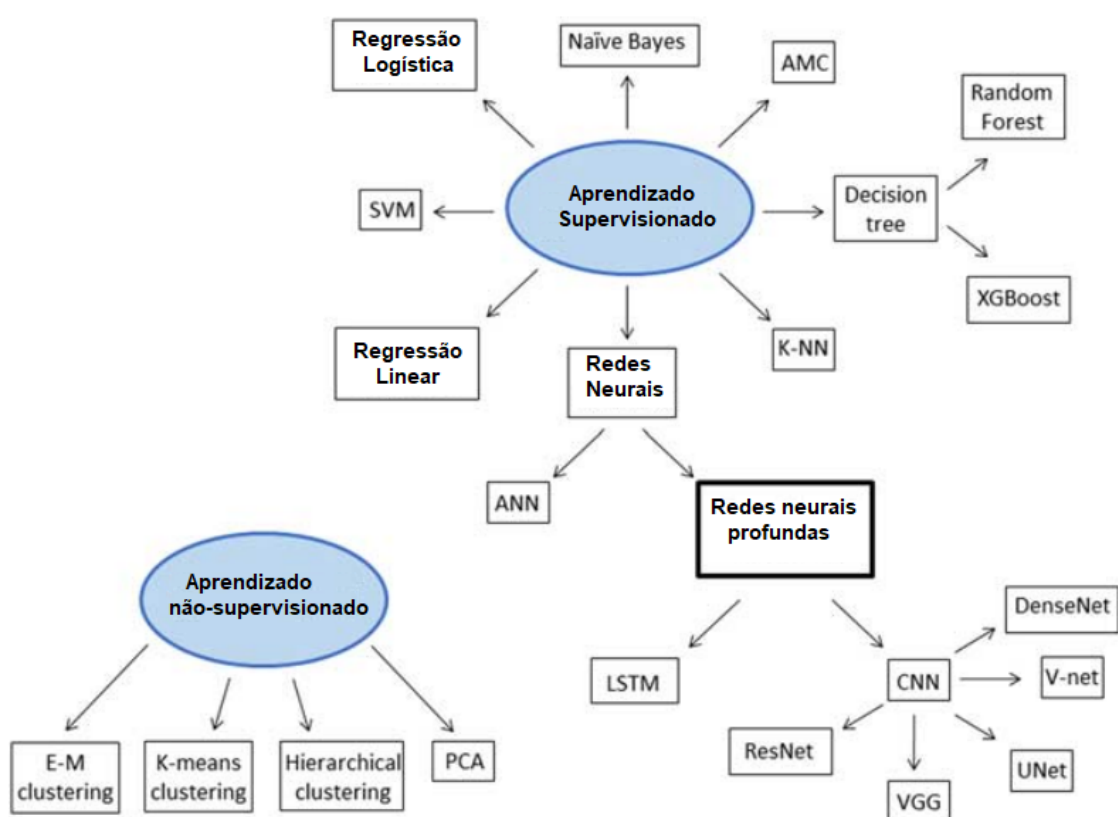 Regressão
Logística
Naïve Bayes
AMC
Random
Forest
Aprendizado
Supervisionado
SVM
Decision
tree
XGBoost
Regressão
Linear
Redes
Neurais
K-NN
ANN
Redes neurais
profundas
Aprendizado
não-supervisionado
DenseNet
LSTM
CNN
V-net
ResNet
VGG
UNet
E-M
clustering
K-means
clustering
Hierarchical
clustering
PCA